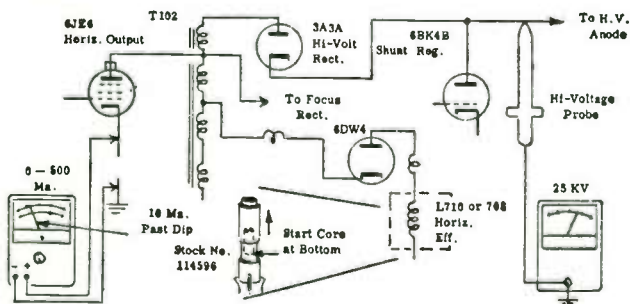 6JE6
Horiz. Output
T102
3A3A
Hi-Volt
Rect.
6BK4B
Shunt Reg.
To H.V.
Anode
To Focus
Rect.
6DW4
Hi-Voltage
Probe
0 - 500
Ma.
10 Ma.
Past Dip
Stock No.
114596
Start Core
at Bottom
L710 or 708
Horiz.
Eff.
25 KV
- +